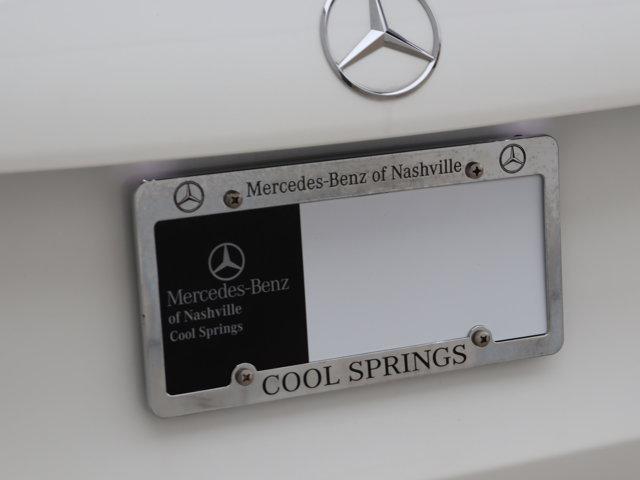 Mercedes-Benz of Nashville
Mercedes-Benz
of Nashville
Cool Springs
COOL SPRINGS